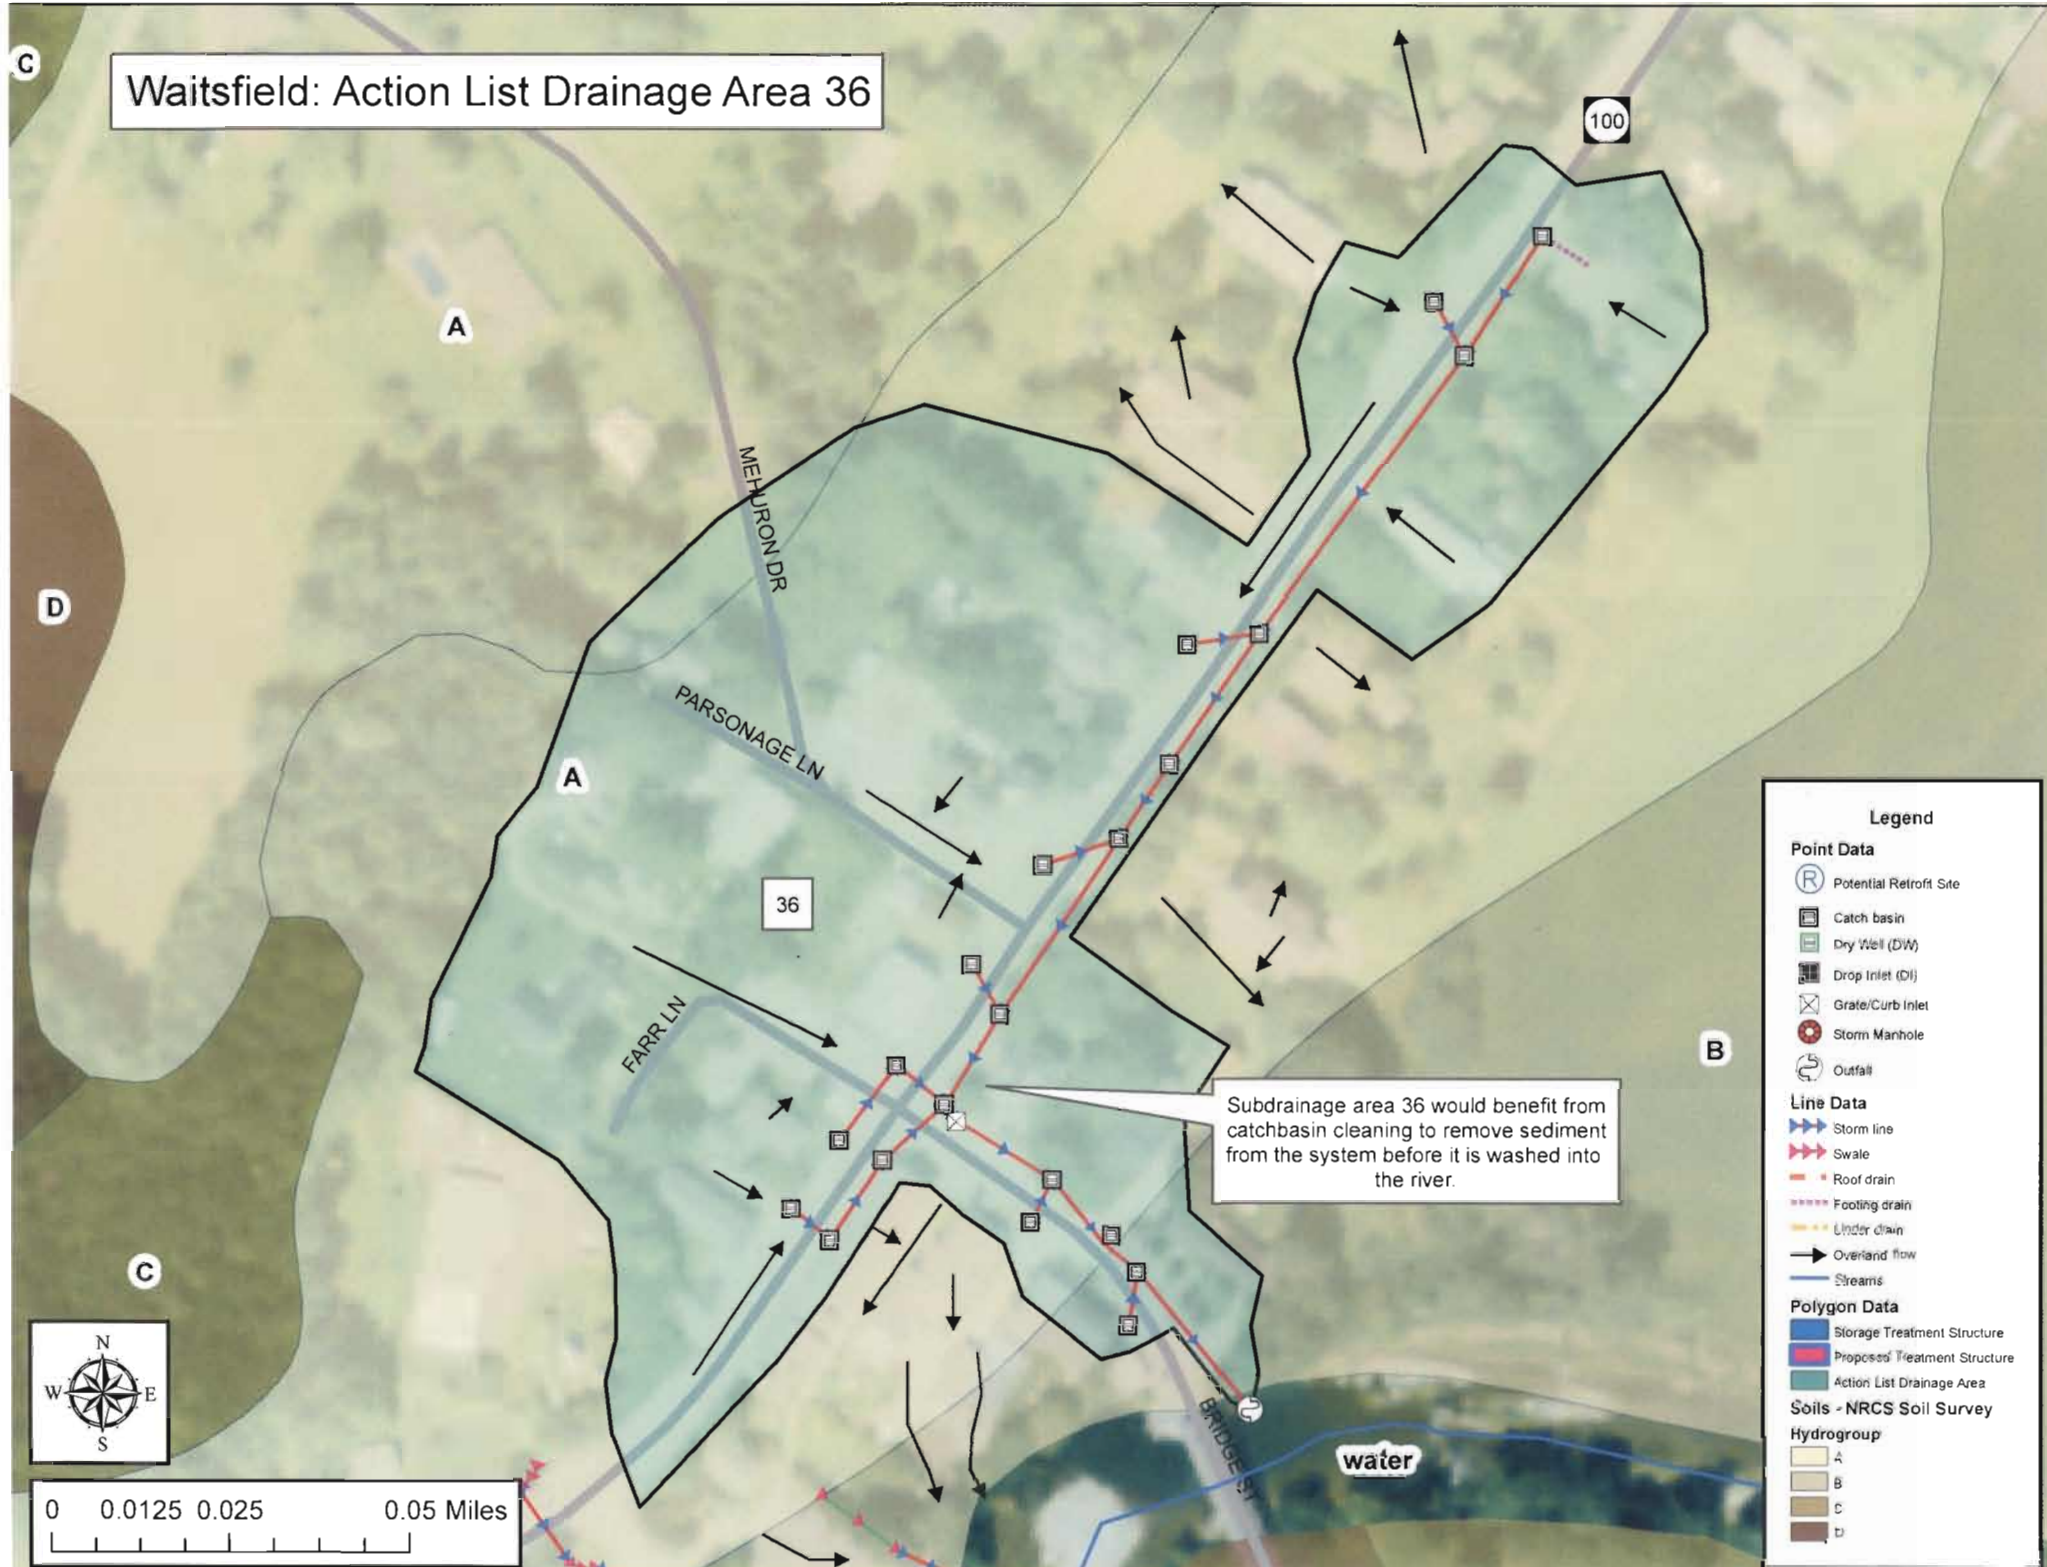 Waitsfield: Action List Drainage Area 36
C
100
A
MEHURON DR
D
PARSONAGE LN
A
36
FARR LN
B
Subdrainage area 36 would benefit from
catchbasin cleaning to remove sediment
from the system before it is washed into
the river.
C
BRIDGE ST
water
N
W E
S
0 0.0125 0.025 0.05 Miles
Legend
Point Data
R Potential Retrofit Site
Catch basin
Dry Well (DW)
Drop Inlet (DI)
Grate/Curb Inlet
Storm Manhole
Outfall
Line Data
Storm line
Swale
Roof drain
Footing drain
Under drain
Overland flow
Streams
Polygon Data
Storage Treatment Structure
Proposed Treatment Structure
Action List Drainage Area
Soils - NRCS Soil Survey
Hydrogroup
A
B
C
D